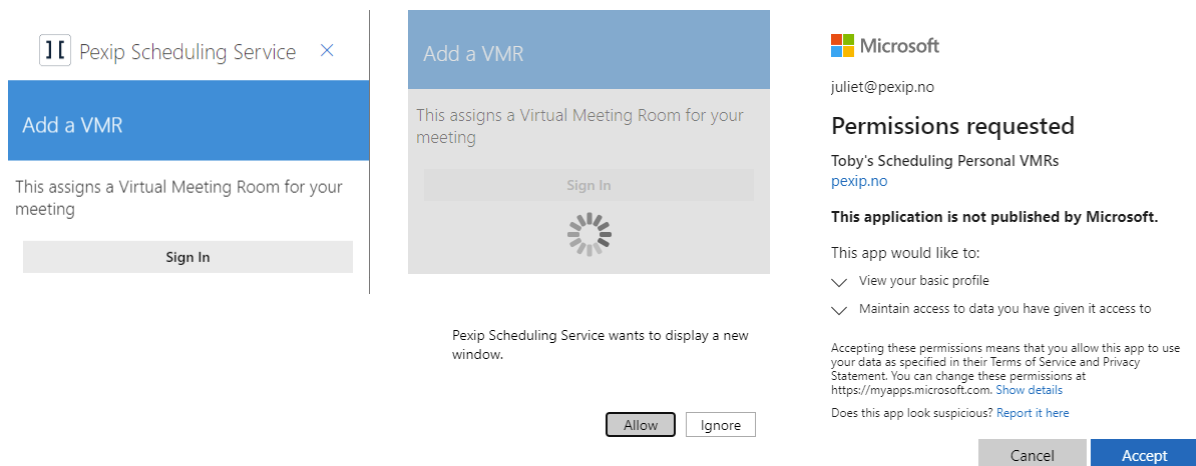 ][ Pexip Scheduling Service
Add a VMR
This assigns a Virtual Meeting Room for your
meeting
Sign In
Add a VMR
This assigns a Virtual Meeting Room for your
meeting
Sign In
Pexip Scheduling Service wants to display a new
window.
Allow Ignore
Microsoft
juliet@pexip.no
Permissions requested
Toby's Scheduling Personal VMRs
pexip.no
This application is not published by Microsoft.
This app would like to:
View your basic profile
Maintain access to data you have given it access to
Accepting these permissions means that you allow this app to use
your data as specified in their Terms of Service and Privacy
Statement. You can change these permissions at
https://myapps.microsoft.com. Show details
Does this app look suspicious? Report it here
Cancel Accept